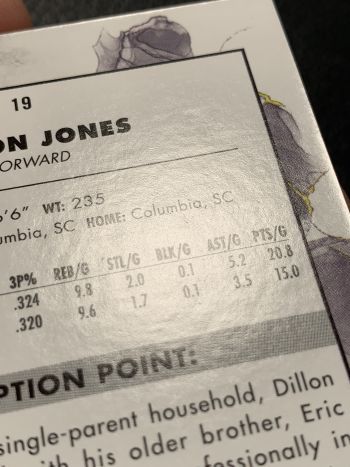 19
ON JONES
ORWARD
6'6" WT: 235
umbia, SC HOME: Columbia, SC
3P% REB/G STL/G BLK/G AST/G PTS/G
.324 9.8 2.0 0.1 5.2 20.8
.320 9.6 1.7 0.1 3.5 15.0
PTION POINT:
single-parent household, Dillon
with his older brother, Eric
fessionally in